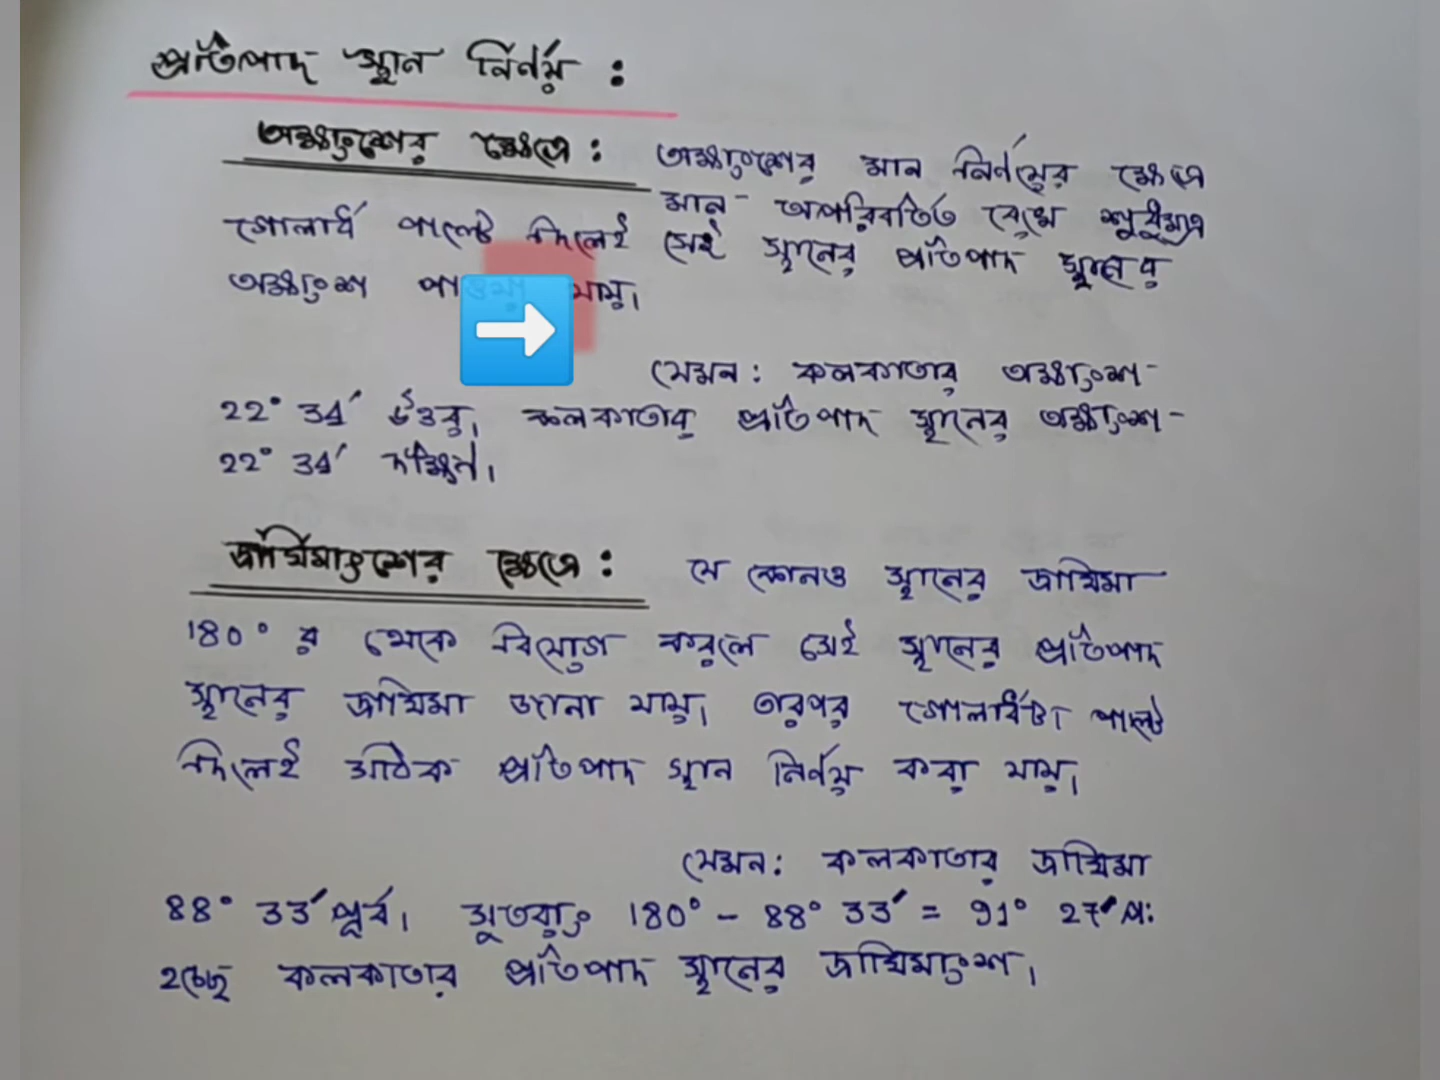 প্রতিপাদ স্থান নির্ণয় :
অক্ষাংশের ক্ষেত্রে : অক্ষাংশের মান নির্ণয়ের ক্ষেত্রে
মান অপরিবর্তিত রেখে শুধুমাত্র
গোলার্ধ পাল্টে দিলেই সেই স্থানের প্রতিপাদ স্থানের
অক্ষাংশ পাওয়া যায়।
যেমন : কলকাতার অক্ষাংশ-
22° 34′ উত্তর। কলকাতার প্রতিপাদ স্থানের অক্ষাংশ-
22° 34′ দক্ষিণ।
দ্রাঘিমাংশের ক্ষেত্রে : যে কোনও স্থানের দ্রাঘিমা
180° র থেকে বিয়োগ করলে সেই স্থানের প্রতিপাদ
স্থানের দ্রাঘিমা জানা যায়। তারপর গোলার্ধটা পাল্টে
দিলেই সঠিক প্রতিপাদ স্থান নির্ণয় করা যায়।
যেমন : কলকাতার দ্রাঘিমা
88° 33′ পূর্ব। সুতরাং 180° - 88° 33′ = 91° 27′ প:
হচ্ছে কলকাতার প্রতিপাদ স্থানের দ্রাঘিমাংশ।